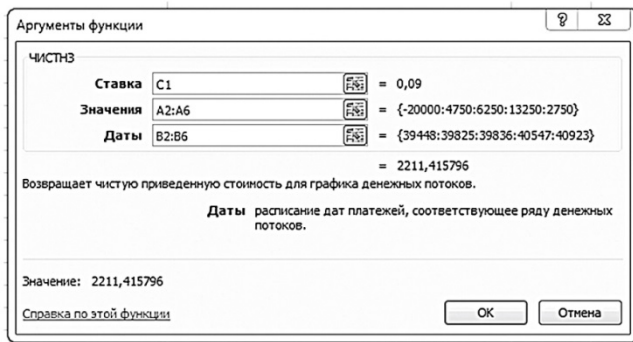 Аргументы функции
ЧИСТНЗ
Ставка C1 = 0,09
Значения A2:A6 = {-20000:4750:6250:13250:2750}
Даты B2:B6 = {39448:39825:39836:40547:40923}
= 2211,415796
Возвращает чистую приведенную стоимость для графика денежных потоков.
Даты расписание дат платежей, соответствующее ряду денежных
потоков.
Значение: 2211,415796
Справка по этой функции
OK Отмена